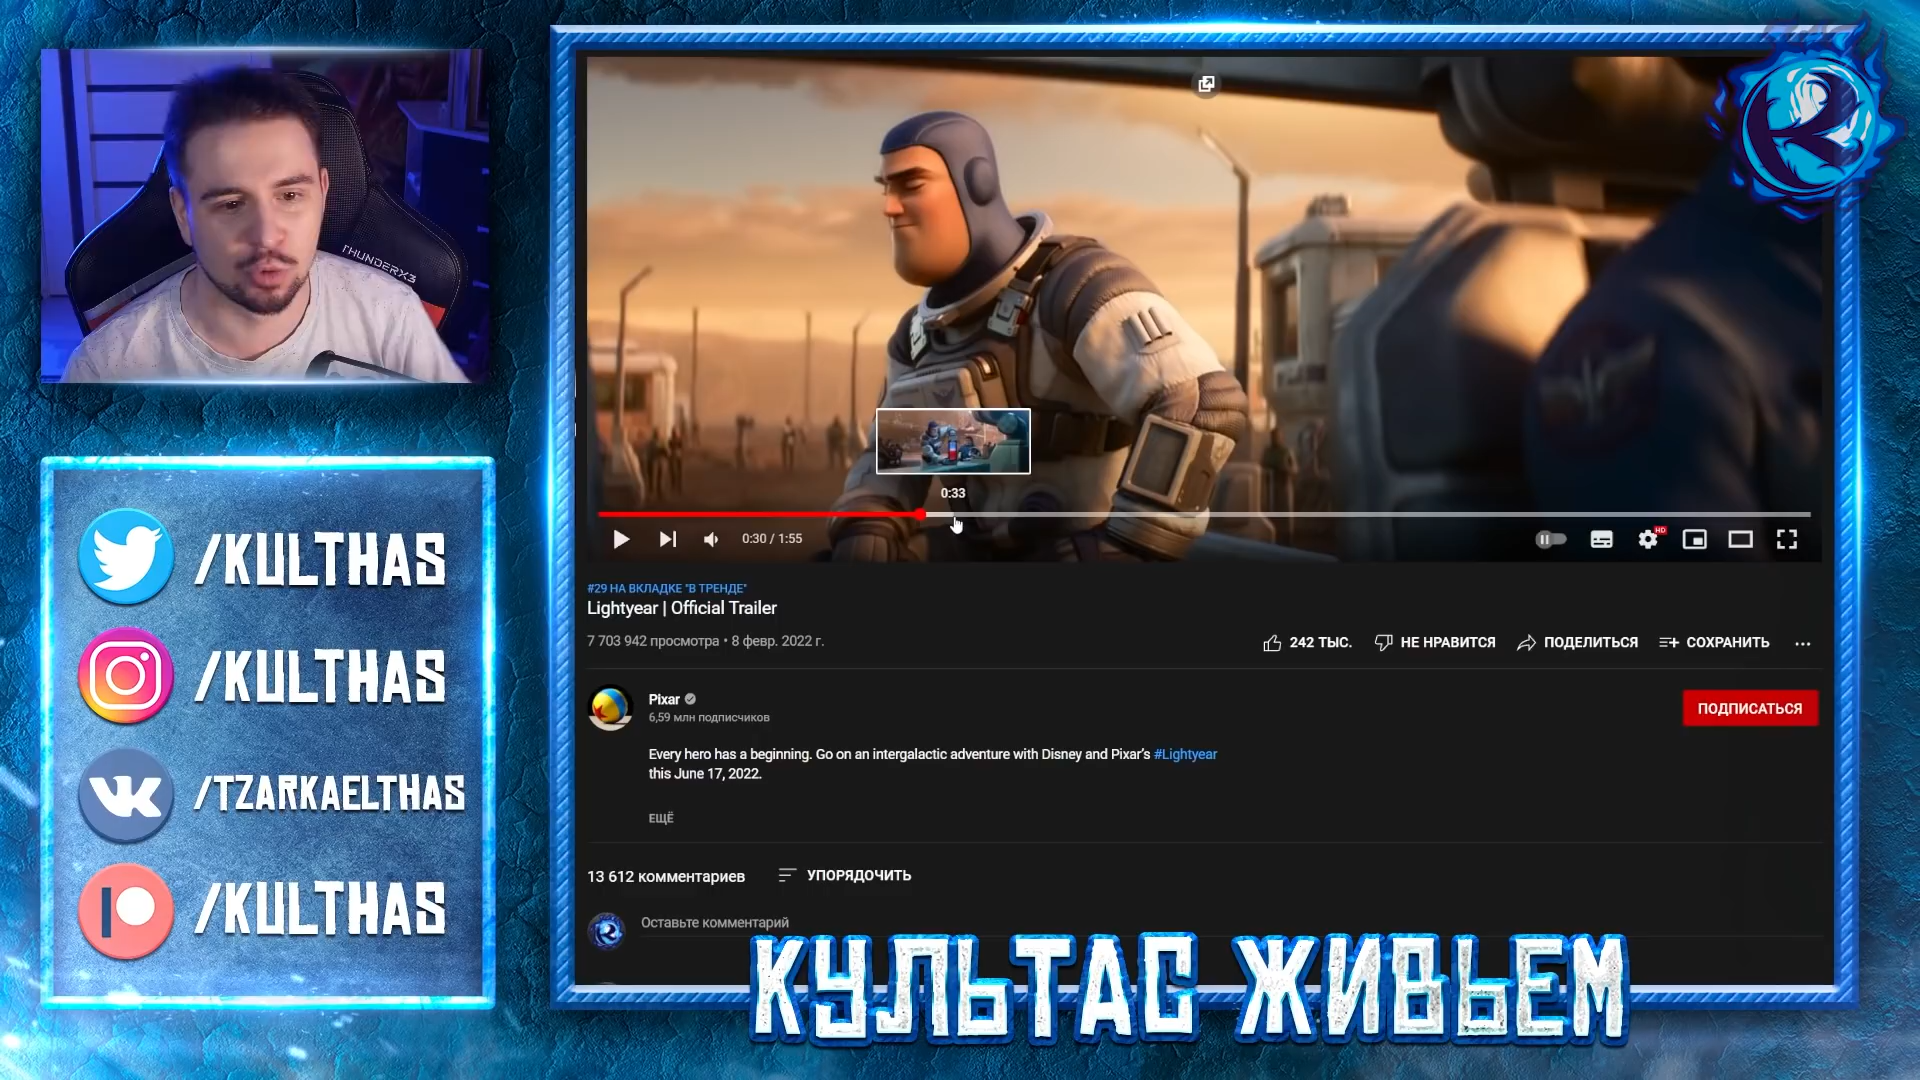 THUNDERX3
/KULTHAS
/KULTHAS
/TZARKAELTHAS
/KULTHAS
0:33
0:30 / 1:55
HD
#29 НА ВКЛАДКЕ "В ТРЕНДЕ"
Lightyear | Official Trailer
7 703 942 просмотра • 8 февр. 2022 г.
242 ТЫС.
НЕ НРАВИТСЯ
ПОДЕЛИТЬСЯ
СОХРАНИТЬ
Pixar
6,59 млн подписчиков
ПОДПИСАТЬСЯ
Every hero has a beginning. Go on an intergalactic adventure with Disney and Pixar’s #Lightyear
this June 17, 2022.
ЕЩЁ
13 612 комментариев
УПОРЯДОЧИТЬ
Оставьте комментарий
КУЛЬТАС ЖИВЬЕМ